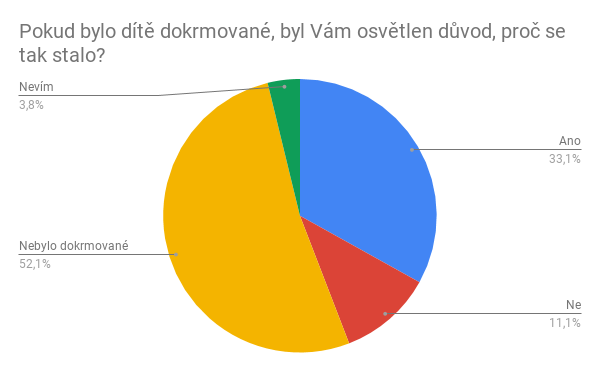 Pokud bylo dítě dokrmované, byl Vám osvětlen důvod, proč se
tak stalo?
Nevím
3,8%
Ano
33,1%
Nebylo dokrmované
52,1%
Ne
11,1%